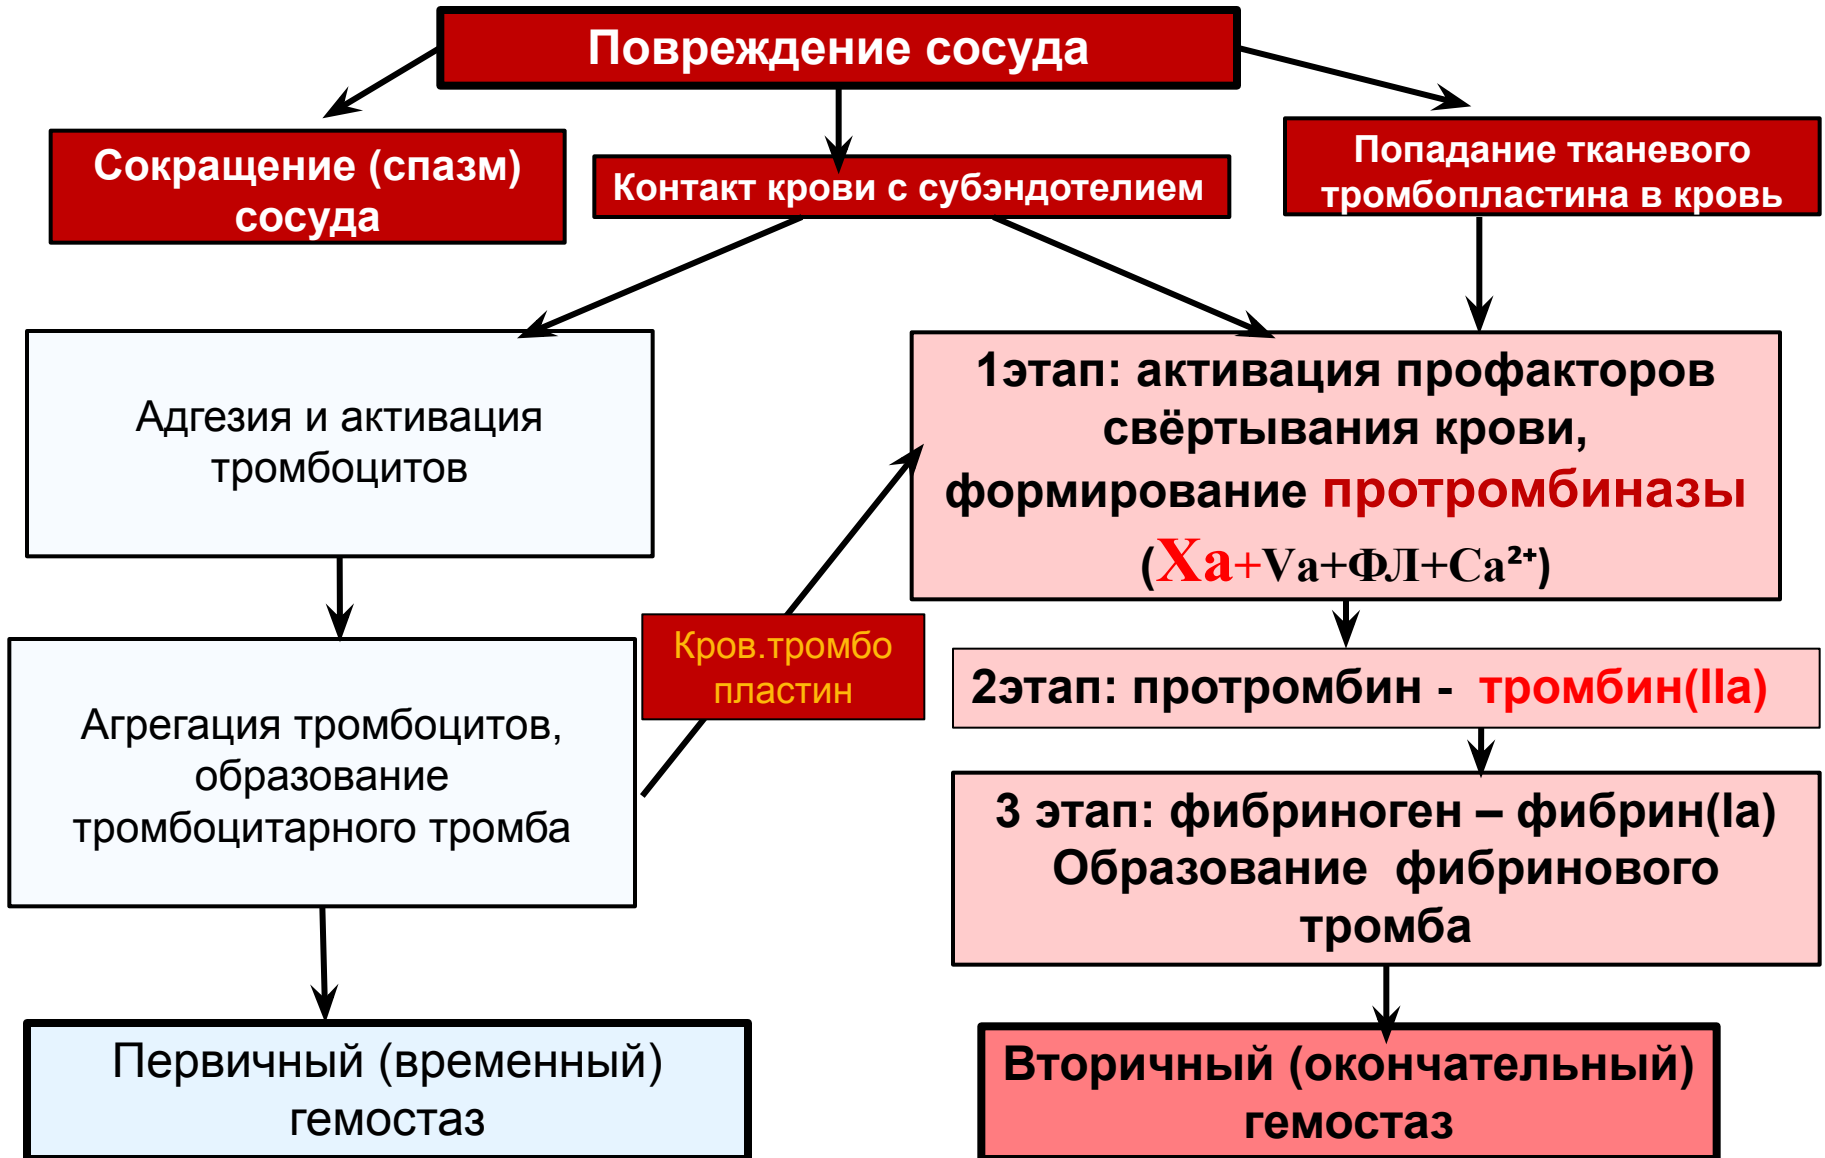 Повреждение сосуда
Сокращение (спазм)
сосуда
Контакт крови с субэндотелием
Попадание тканевого
тромбопластина в кровь
Адгезия и активация
тромбоцитов
1этап: активация профакторов
свёртывания крови,
формирование протромбиназы
(Xa+Va+ФЛ+Ca²⁺)
Кров.тромбо
пластин
2этап: протромбин - тромбин(IIa)
Агрегация тромбоцитов,
образование
тромбоцитарного тромба
3 этап: фибриноген – фибрин(Ia)
Образование фибринового
тромба
Первичный (временный)
гемостаз
Вторичный (окончательный)
гемостаз